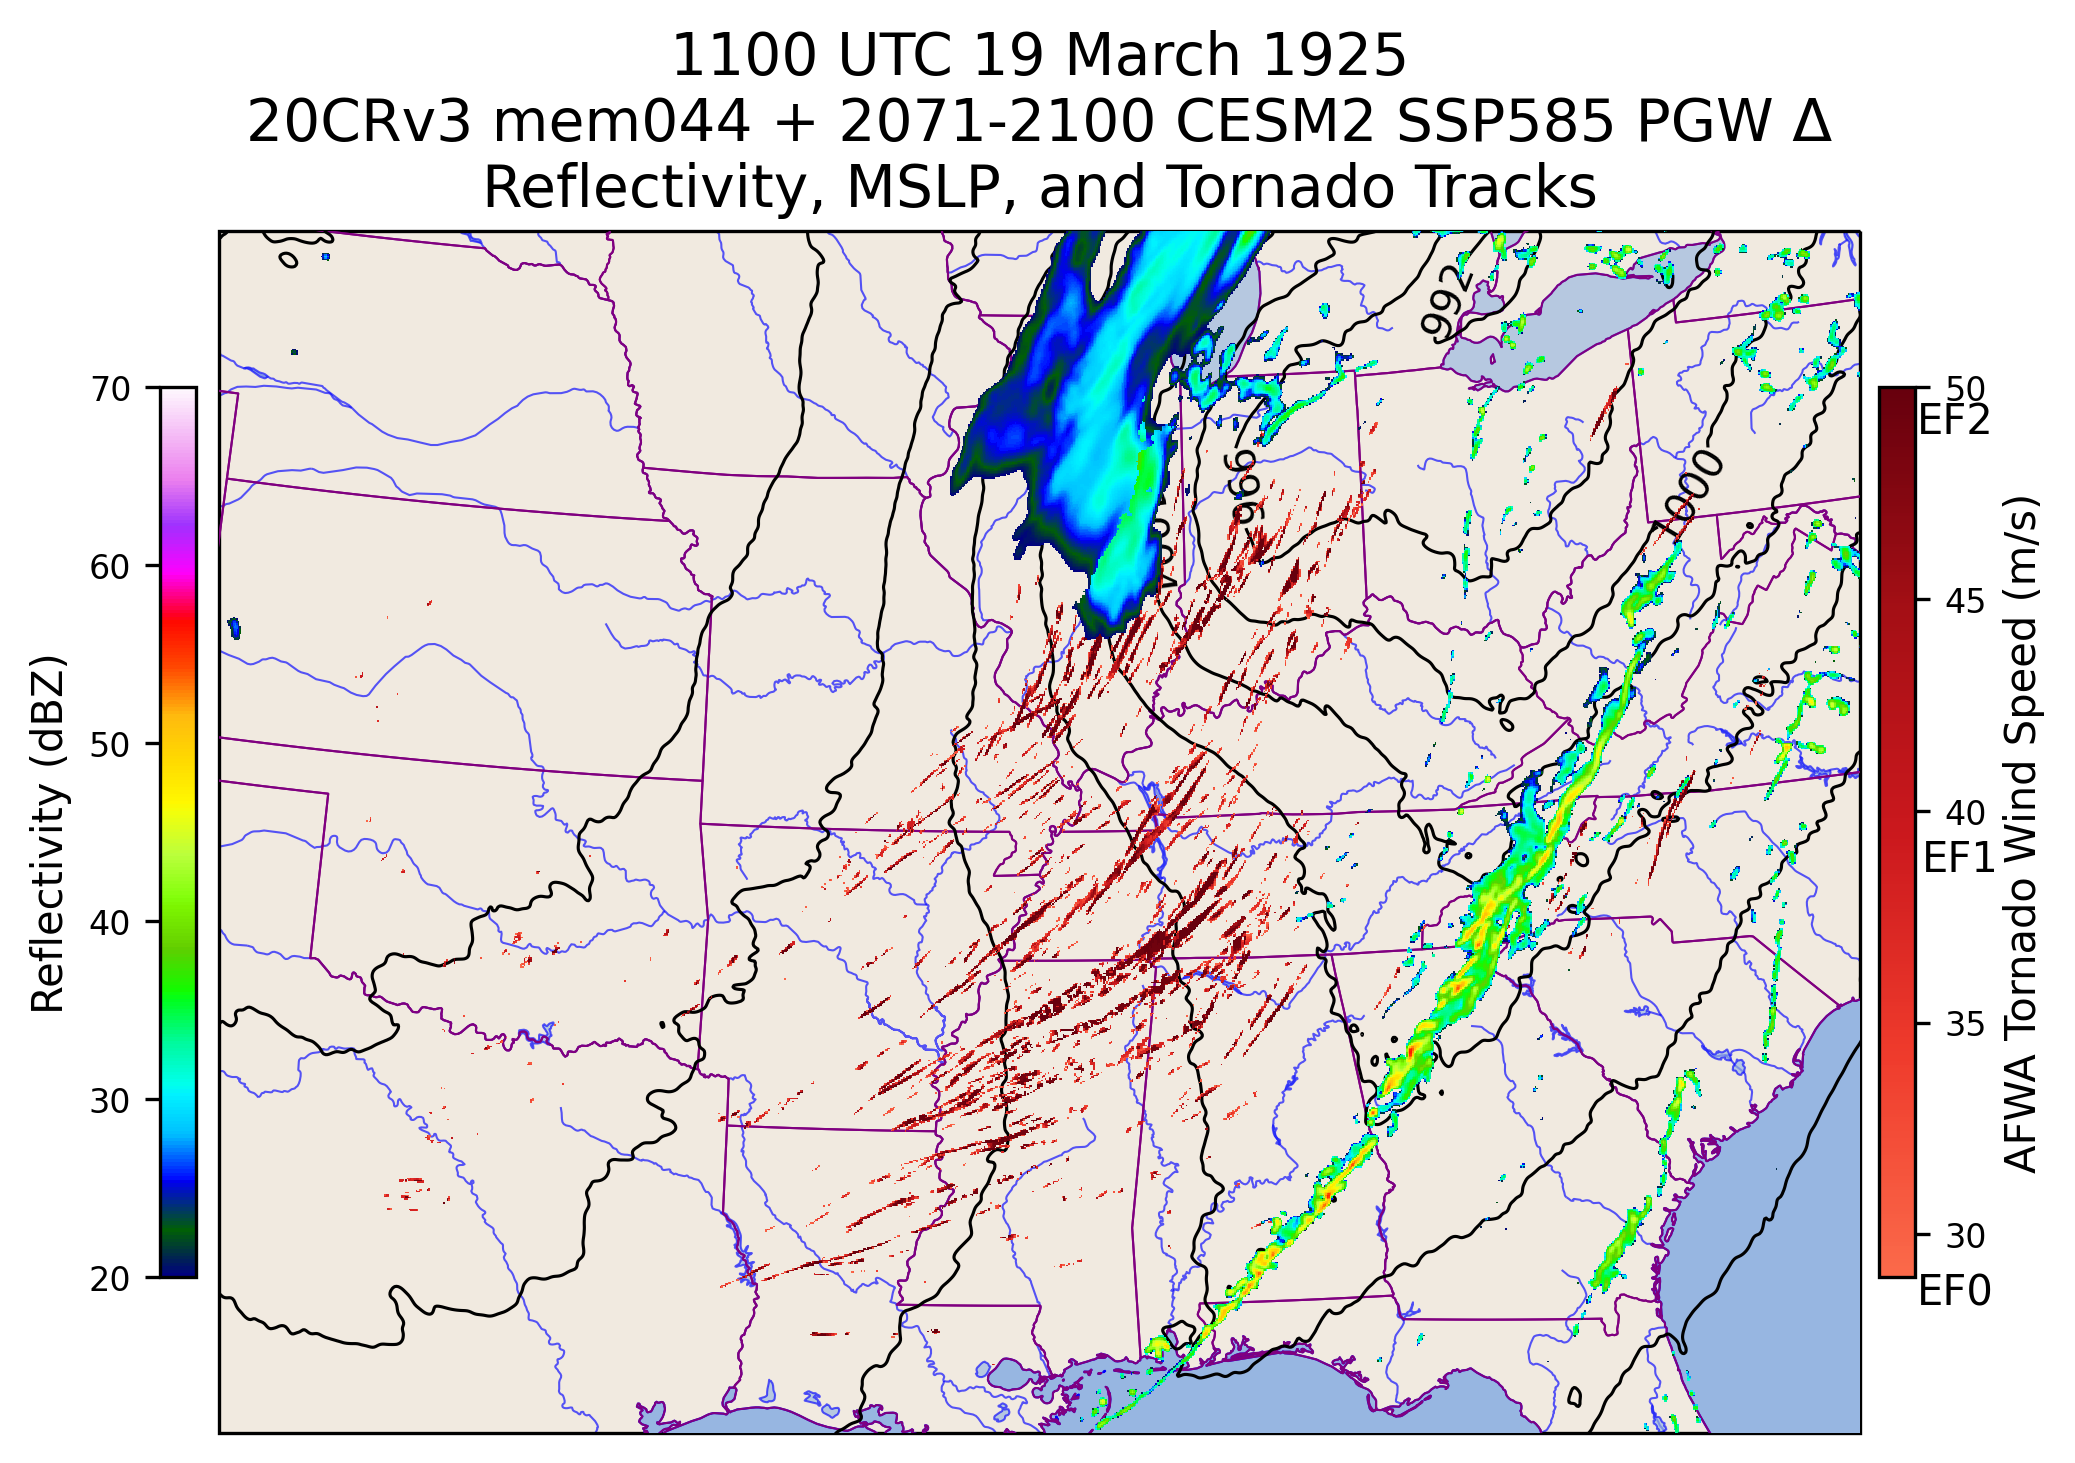 1100 UTC 19 March 1925
20CRv3 mem044 + 2071-2100 CESM2 SSP585 PGW Δ
Reflectivity, MSLP, and Tornado Tracks
992
996
1000
70
60
50
40
30
20
Reflectivity (dBZ)
50
EF2
45
40
EF1
35
30
EF0
AFWA Tornado Wind Speed (m/s)